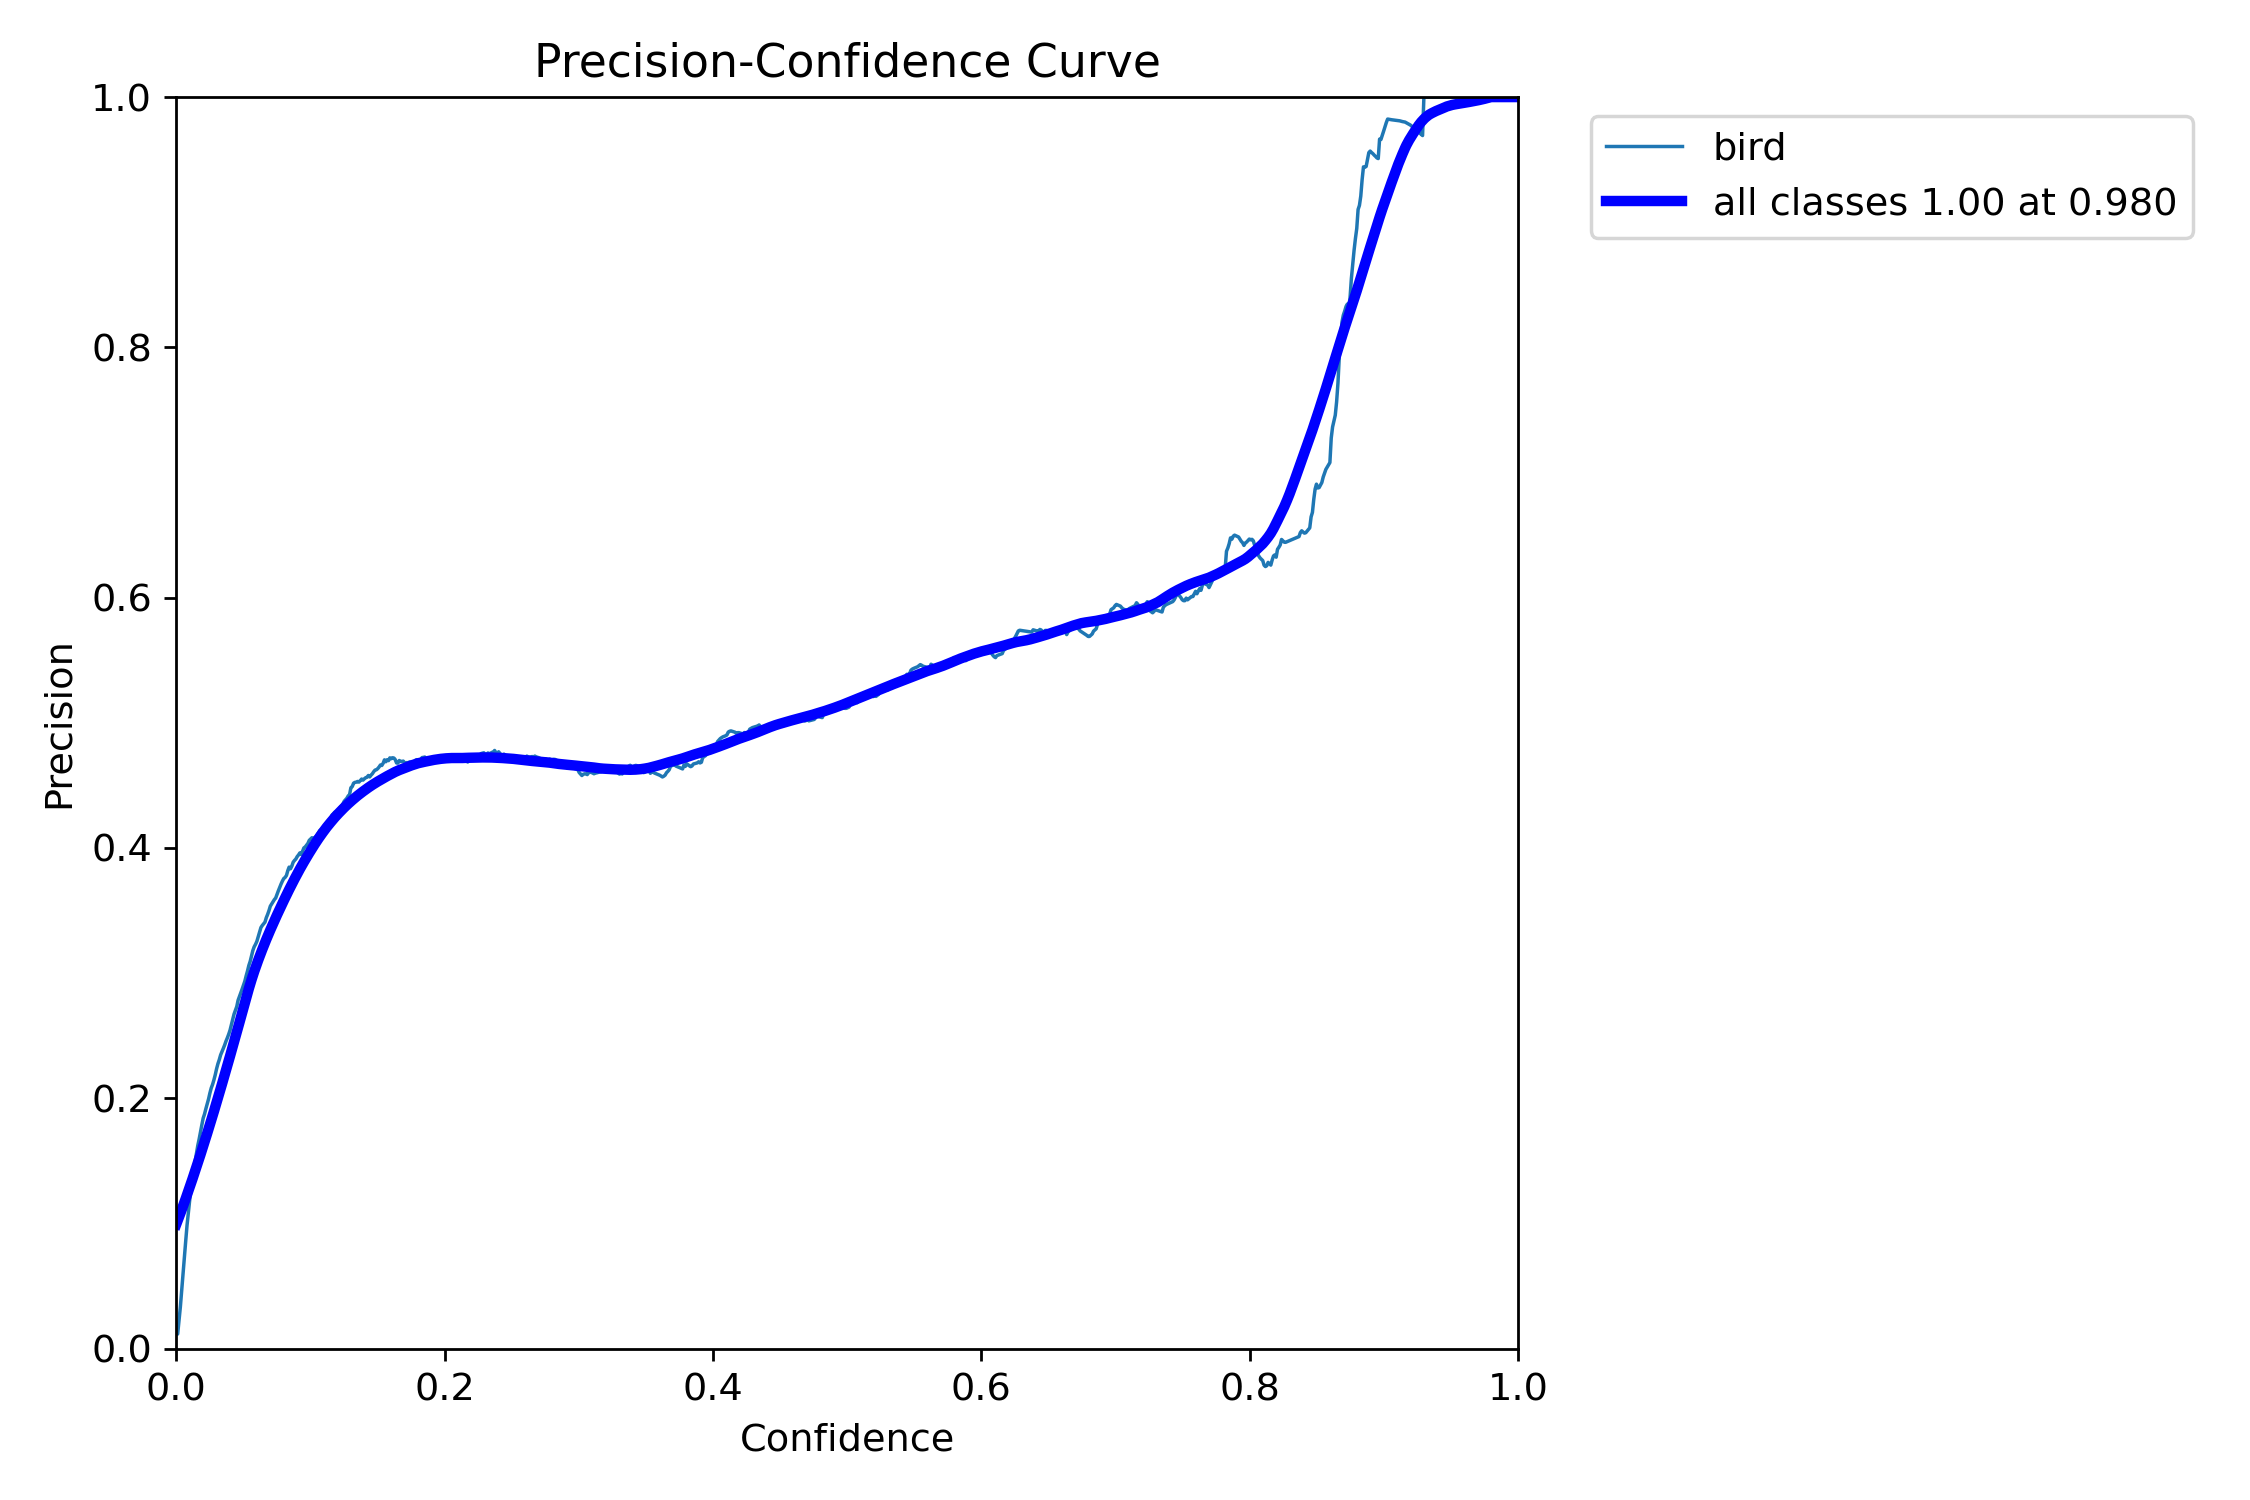 Precision-Confidence Curve
bird
all classes 1.00 at 0.980
Precision
1.0
0.8
0.6
0.4
0.2
0.0
0.0 0.2 0.4 0.6 0.8 1.0
Confidence